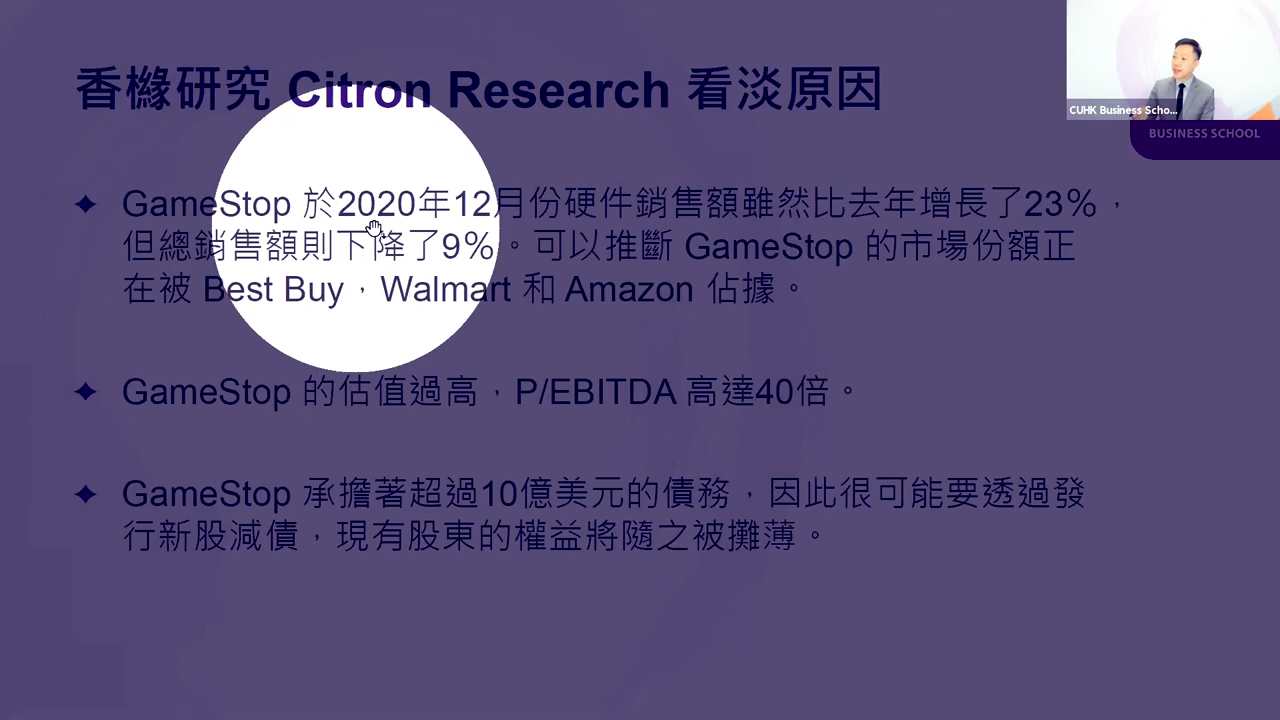 香櫞研究 Citron Research 看淡原因
CUHK Business Scho...
BUSINESS SCHOOL
✦ GameStop 於2020年12月份硬件銷售額雖然比去年增長了23%，
但總銷售額則下降了9%。可以推斷 GameStop 的市場份額正
在被 Best Buy，Walmart 和 Amazon 佔據。
✦ GameStop 的估值過高，P/EBITDA 高達40倍。
✦ GameStop 承擔著超過10億美元的債務，因此很可能要透過發
行新股減債，現有股東的權益將隨之被攤薄。